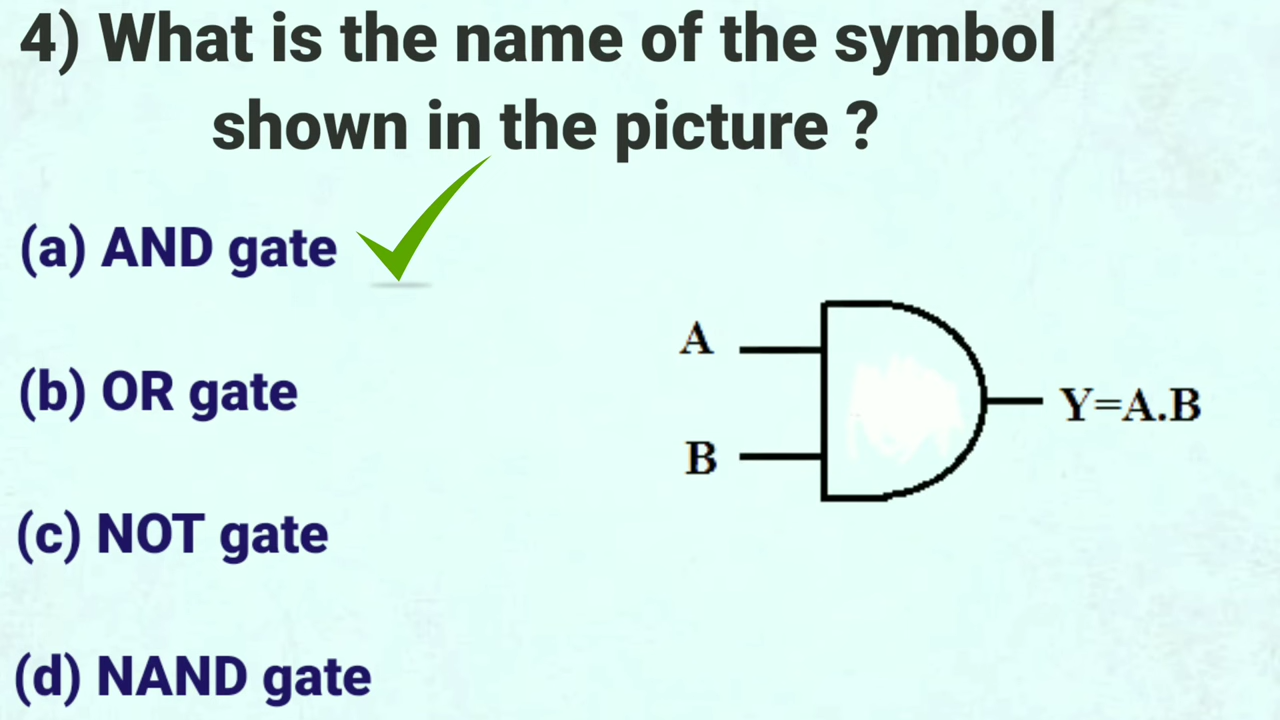 4) What is the name of the symbol
shown in the picture ?
(a) AND gate
(b) OR gate
(c) NOT gate
(d) NAND gate
A
B
Y=A.B